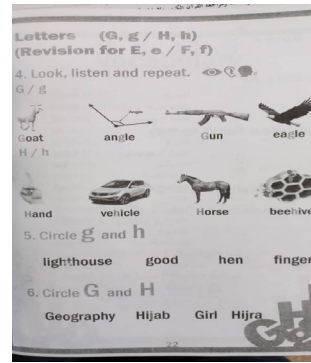 Letters (G, g / H, h)
(Revision for E, e / F, f)
4. Look, listen and repeat.
G / g
Goat angle Gun eagle
H / h
Hand vehicle Horse beehive
5. Circle g and h
lighthouse good hen finger
6. Circle G and H
Geography Hijab Girl Hijra
22